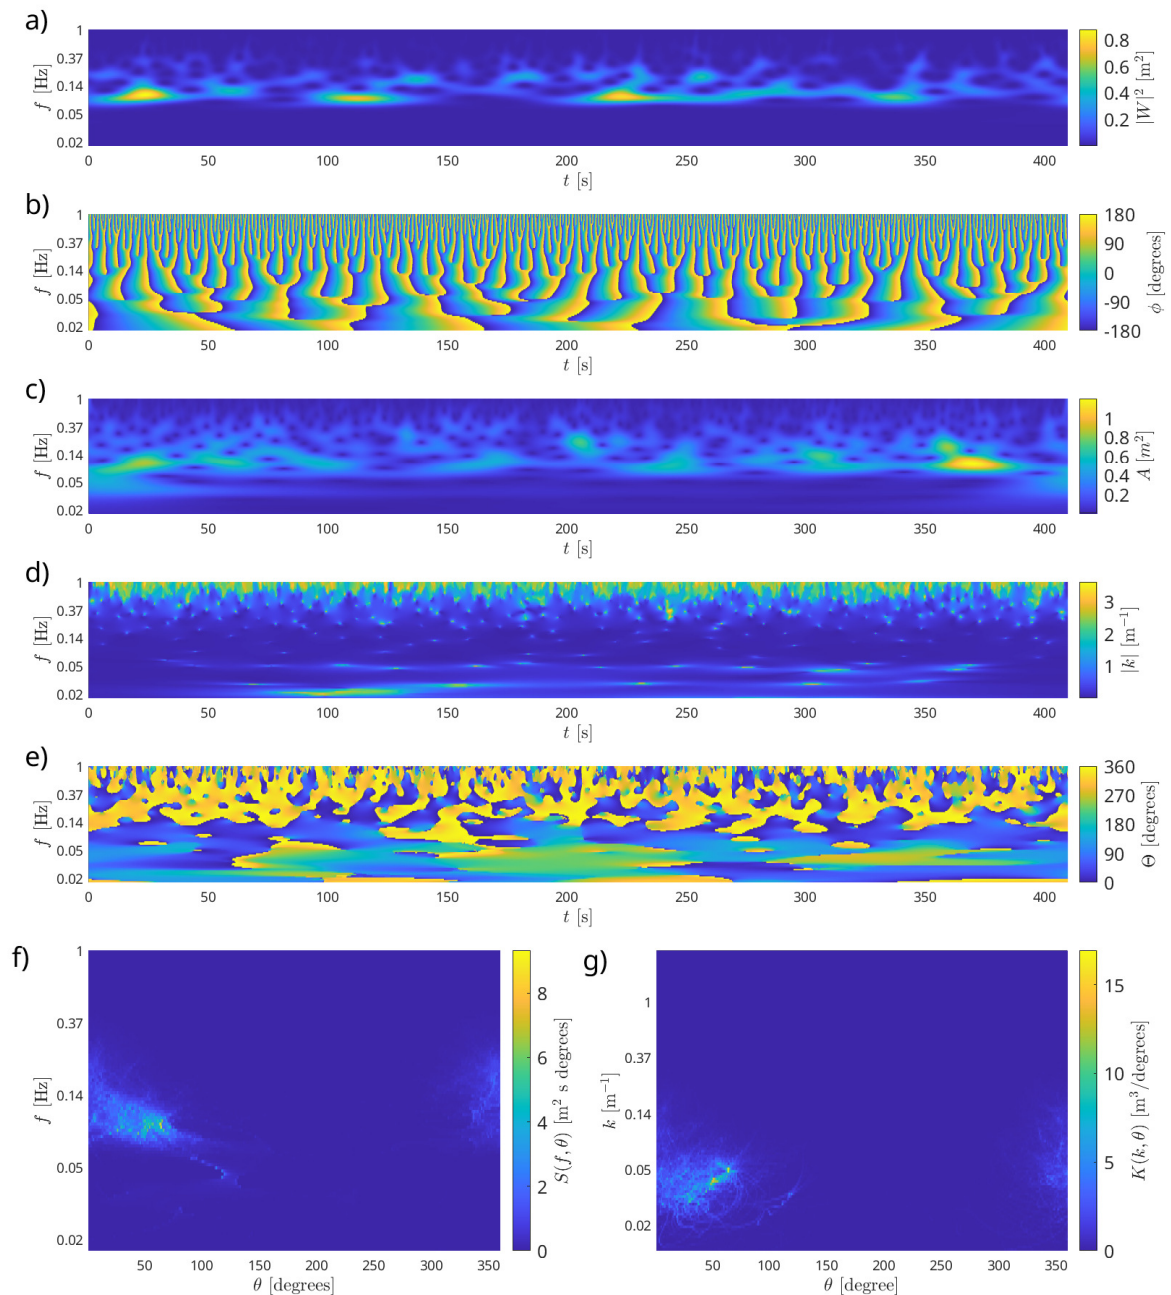 a)
1
0.37
0.14
0.05
0.02
f [Hz]
0 50 100 150 200 250 300 350 400
t [s]
0.8
0.6
0.4
0.2
|W|² [m²]
b)
1
0.37
0.14
0.05
0.02
f [Hz]
0 50 100 150 200 250 300 350 400
t [s]
180
90
0
-90
-180
ϕ [degrees]
c)
1
0.37
0.14
0.05
0.02
f [Hz]
0 50 100 150 200 250 300 350 400
t [s]
1
0.8
0.6
0.4
0.2
A [m²]
d)
1
0.37
0.14
0.05
0.02
f [Hz]
0 50 100 150 200 250 300 350 400
t [s]
3
2
1
|k| [m⁻¹]
e)
1
0.37
0.14
0.05
0.02
f [Hz]
0 50 100 150 200 250 300 350 400
t [s]
360
270
180
90
0
Θ [degrees]
f)
1
0.37
0.14
0.05
0.02
f [Hz]
50 100 150 200 250 300 350
θ [degrees]
8
6
4
2
0
S(f, θ) [m² s degrees]
g)
1
0.37
0.14
0.05
0.02
k [m⁻¹]
50 100 150 200 250 300 350
θ [degree]
15
10
5
0
K(k, θ) [m³/degrees]